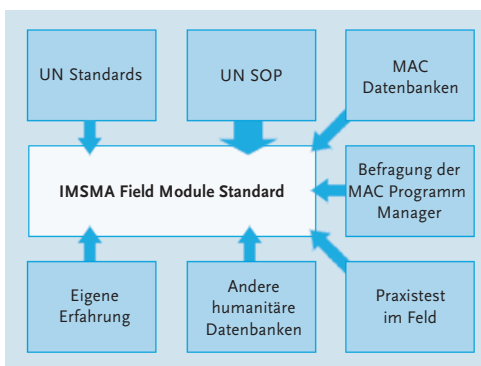 UN Standards
UN SOP
MAC
Datenbanken
IMSMA Field Module Standard
Befragung der
MAC Programm
Manager
Eigene
Erfahrung
Andere
humanitäre
Datenbanken
Praxistest
im Feld